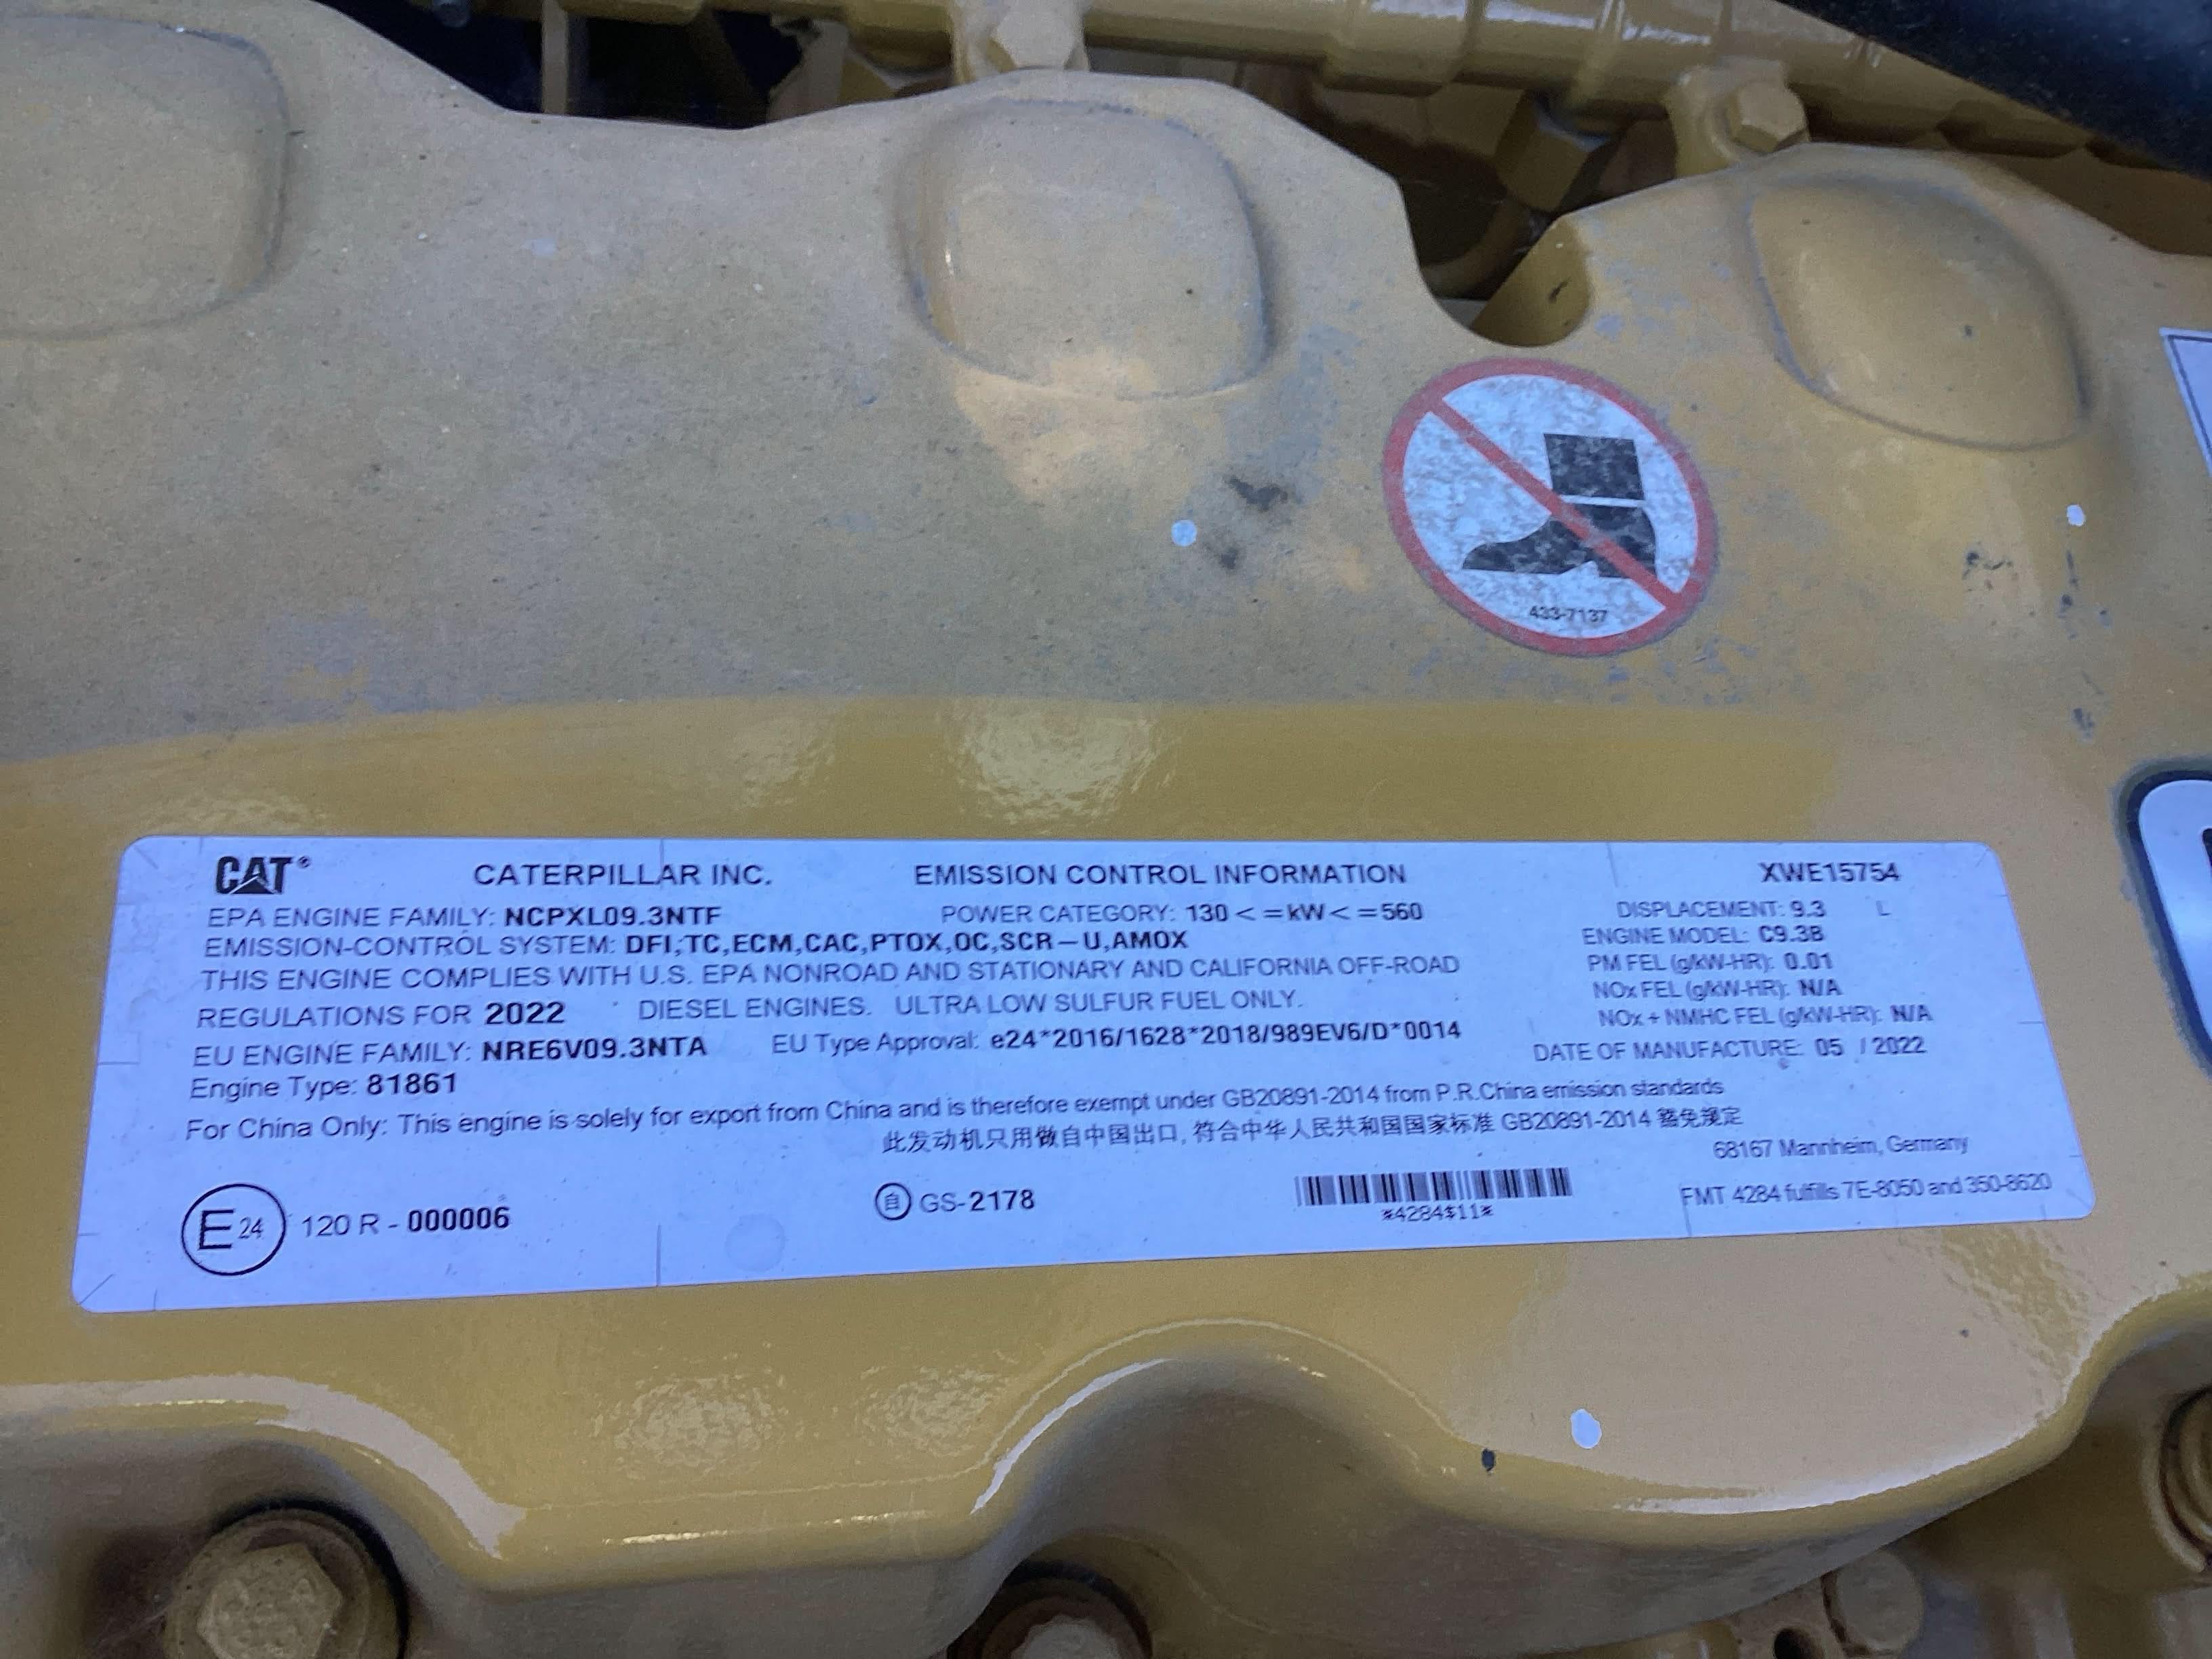 433-7137
CAT® CATERPILLAR INC. EMISSION CONTROL INFORMATION XWE15754
EPA ENGINE FAMILY: NCPXL09.3NTF POWER CATEGORY: 130<=kW<=560 DISPLACEMENT: 9.3 L
EMISSION-CONTROL SYSTEM: DFI,TC,ECM,CAC,PTOX,OC,SCR-U,AMOX ENGINE MODEL: C9.3B
THIS ENGINE COMPLIES WITH U.S. EPA NONROAD AND STATIONARY AND CALIFORNIA OFF-ROAD PM FEL (g/kW-HR): 0.01
REGULATIONS FOR 2022 DIESEL ENGINES. ULTRA LOW SULFUR FUEL ONLY. NOx FEL (g/kW-HR): N/A
NOx + NMHC FEL (g/kW-HR): N/A
EU ENGINE FAMILY: NRE6V09.3NTA EU Type Approval: e24*2016/1628*2018/989EV6/D*0014 DATE OF MANUFACTURE: 05 / 2022
Engine Type: 81861
For China Only: This engine is solely for export from China and is therefore exempt under GB20891-2014 from P.R.China emission standards
此发动机只用做自中国出口, 符合中华人民共和国国家标准 GB20891-2014 豁免规定
68167 Mannheim, Germany
E24 120 R - 000006 自 GS-2178 *4284$11* FMT 4284 fulfills 7E-8050 and 350-8620